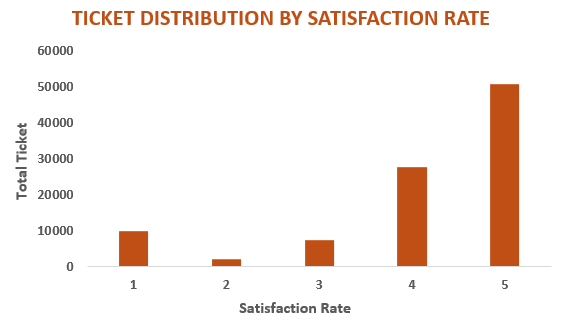 TICKET DISTRIBUTION BY SATISFACTION RATE
60000
50000
40000
30000
20000
10000
0
Total Ticket
1 2 3 4 5
Satisfaction Rate